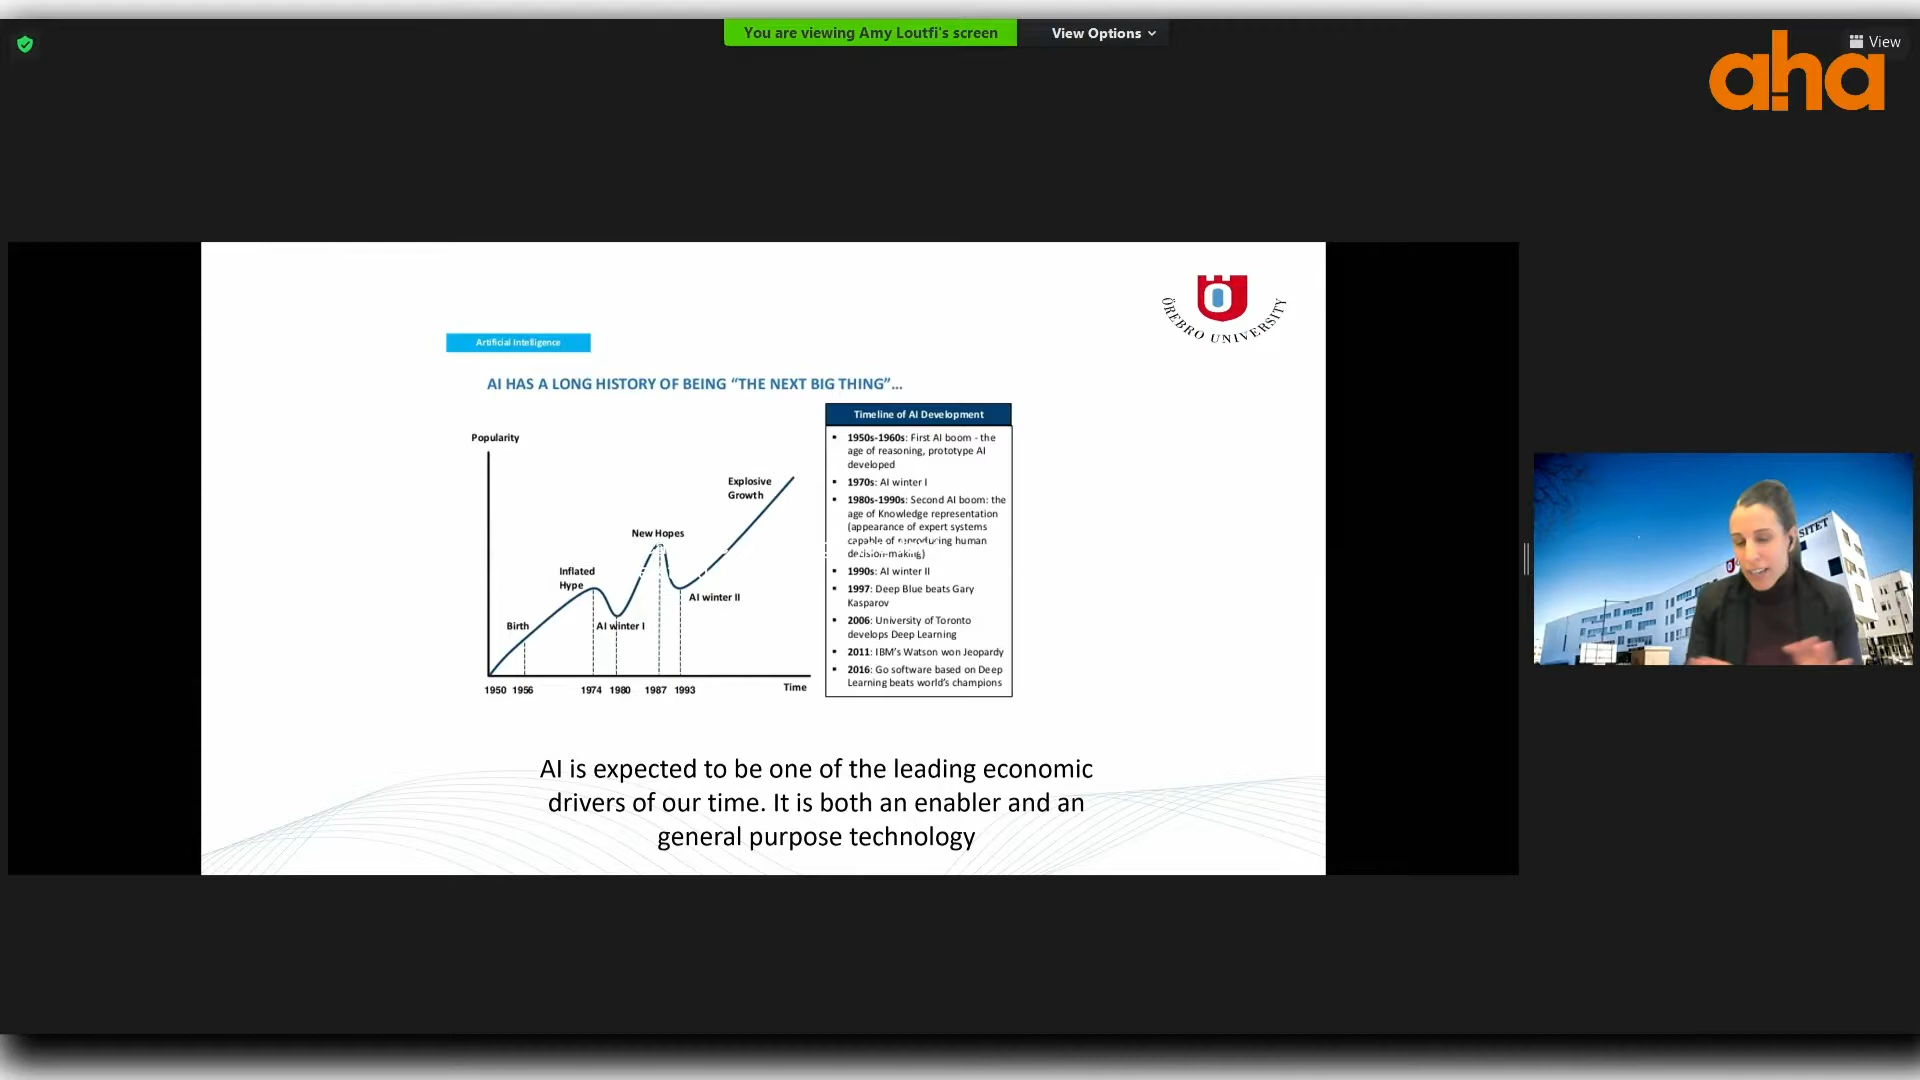 You are viewing Amy Loutfi's screen
View Options
View
aha
ÖREBRO UNIVERSITY
Artificial Intelligence
AI HAS A LONG HISTORY OF BEING “THE NEXT BIG THING”...
Popularity
Explosive
Growth
New Hopes
Inflated
Hype
AI winter II
Birth
AI winter I
1950 1956 1974 1980 1987 1993
Time
Timeline of AI Development
▪ 1950s-1960s: First AI boom - the
age of reasoning, prototype AI
developed
▪ 1970s: AI winter I
▪ 1980s-1990s: Second AI boom: the
age of Knowledge representation
(appearance of expert systems
capable of reproducing human
decision-making)
▪ 1990s: AI winter II
▪ 1997: Deep Blue beats Gary
Kasparov
▪ 2006: University of Toronto
develops Deep Learning
▪ 2011: IBM's Watson won Jeopardy
▪ 2016: Go software based on Deep
Learning beats world's champions
AI is expected to be one of the leading economic
drivers of our time. It is both an enabler and an
general purpose technology
SITET